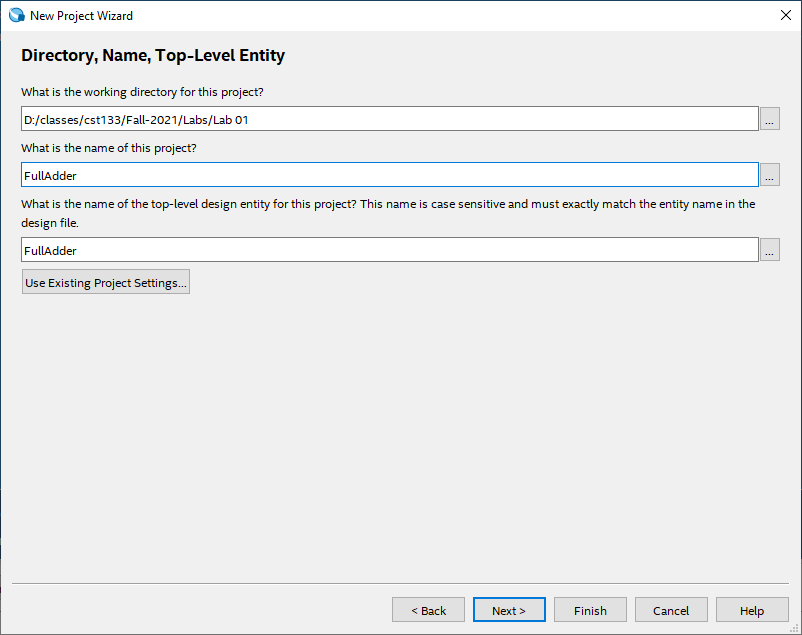 New Project Wizard
Directory, Name, Top-Level Entity
What is the working directory for this project?
D:/classes/cst133/Fall-2021/Labs/Lab 01
...
What is the name of this project?
FullAdder
...
What is the name of the top-level design entity for this project? This name is case sensitive and must exactly match the entity name in the
design file.
FullAdder
...
Use Existing Project Settings...
< Back
Next >
Finish
Cancel
Help